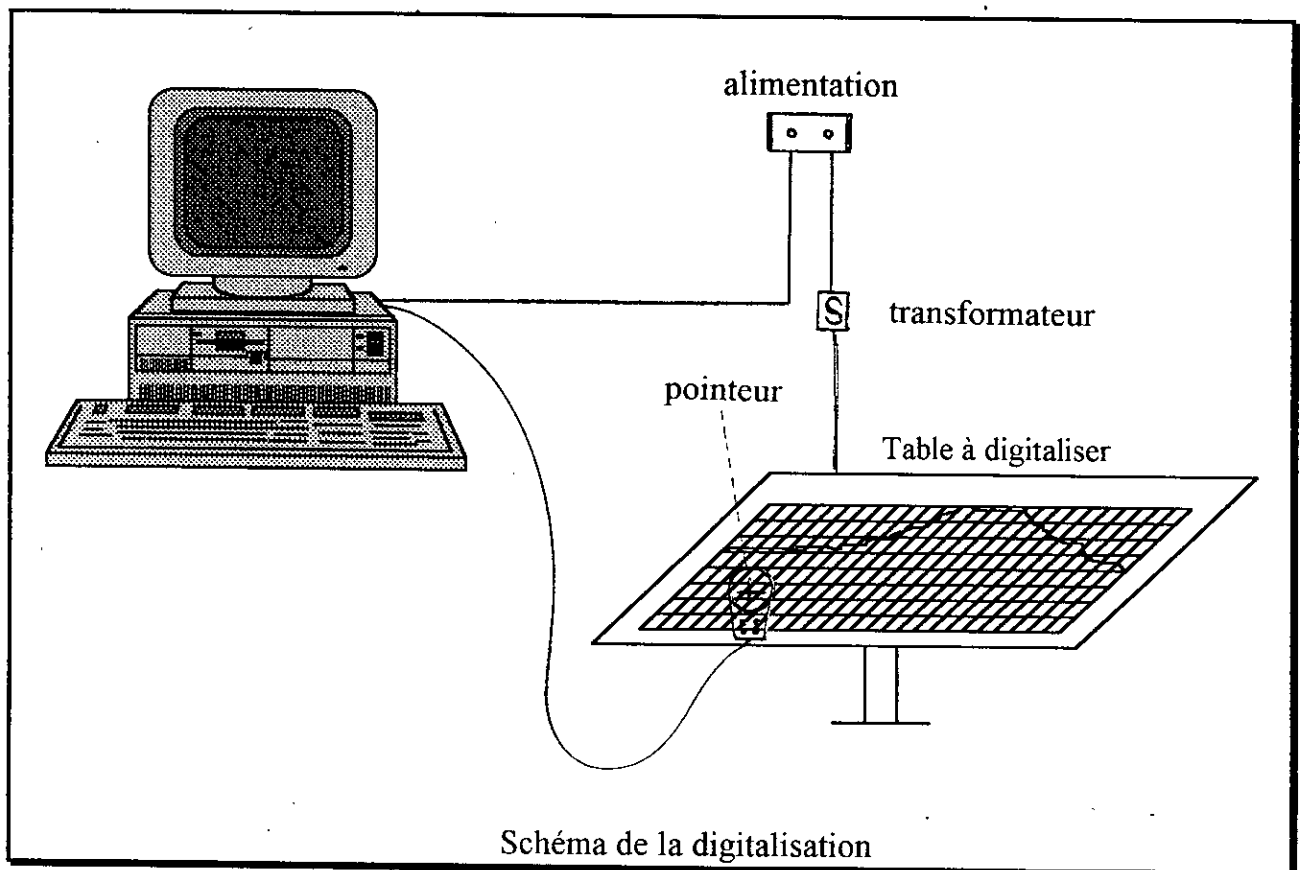 alimentation
S
transformateur
pointeur
Table à digitaliser
Schéma de la digitalisation